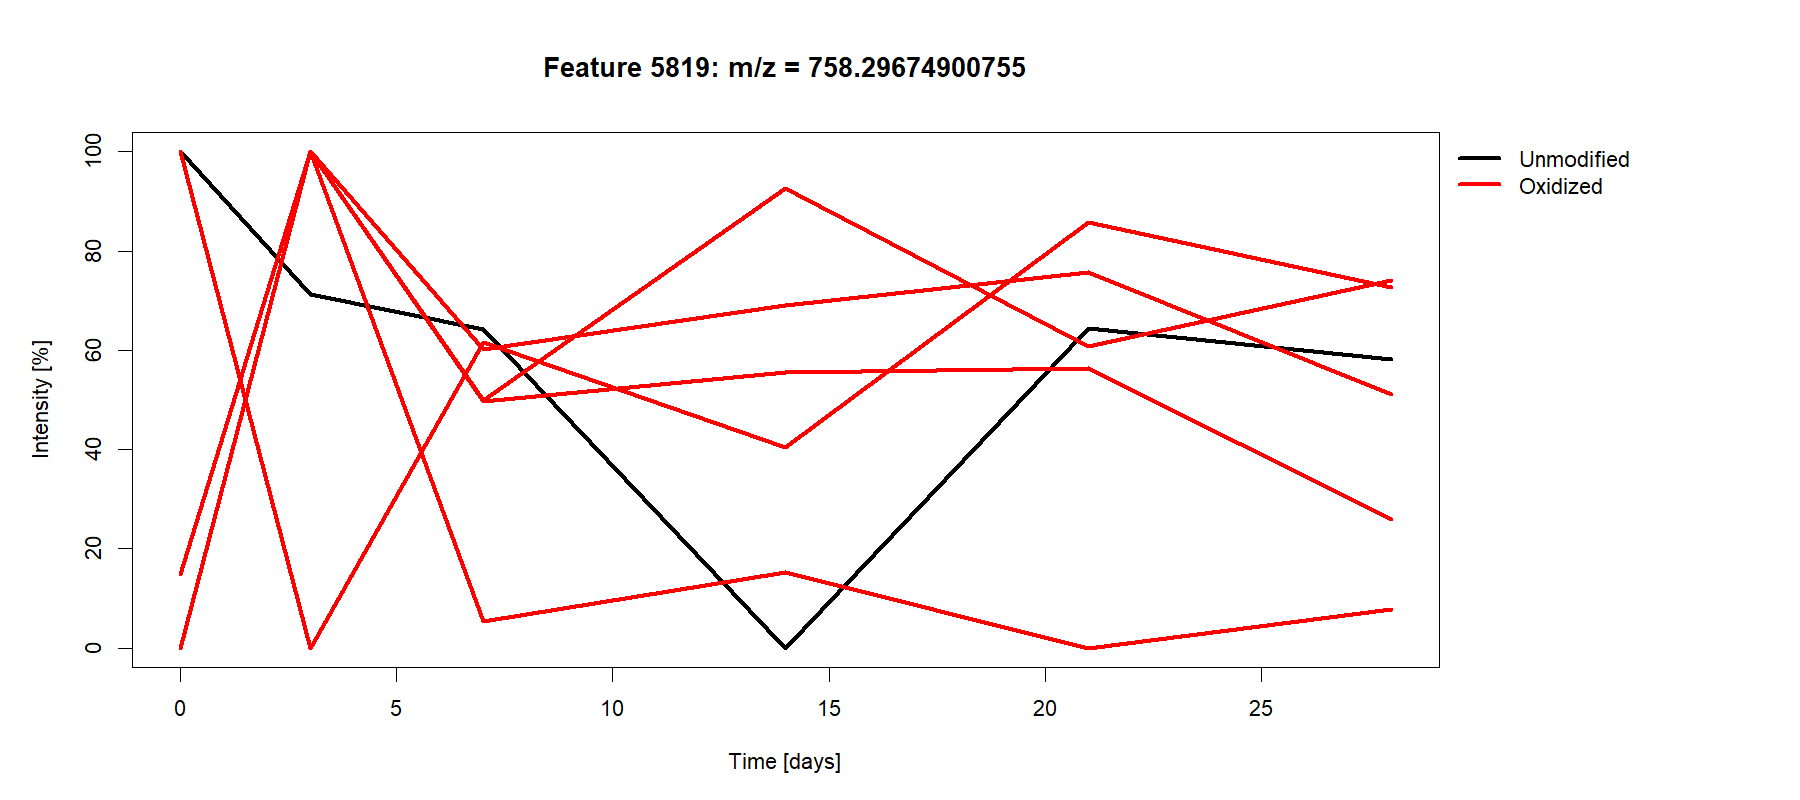 Feature 5819: m/z = 758.29674900755
Unmodified
Oxidized
Intensity [%]
100
80
60
40
20
0
0 5 10 15 20 25
Time [days]